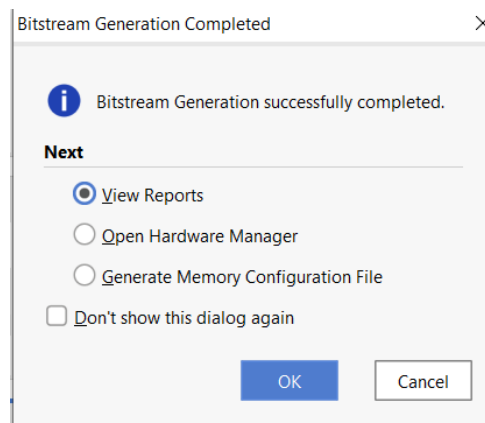 Bitstream Generation Completed
Bitstream Generation successfully completed.
Next
View Reports
Open Hardware Manager
Generate Memory Configuration File
Don't show this dialog again
OK
Cancel